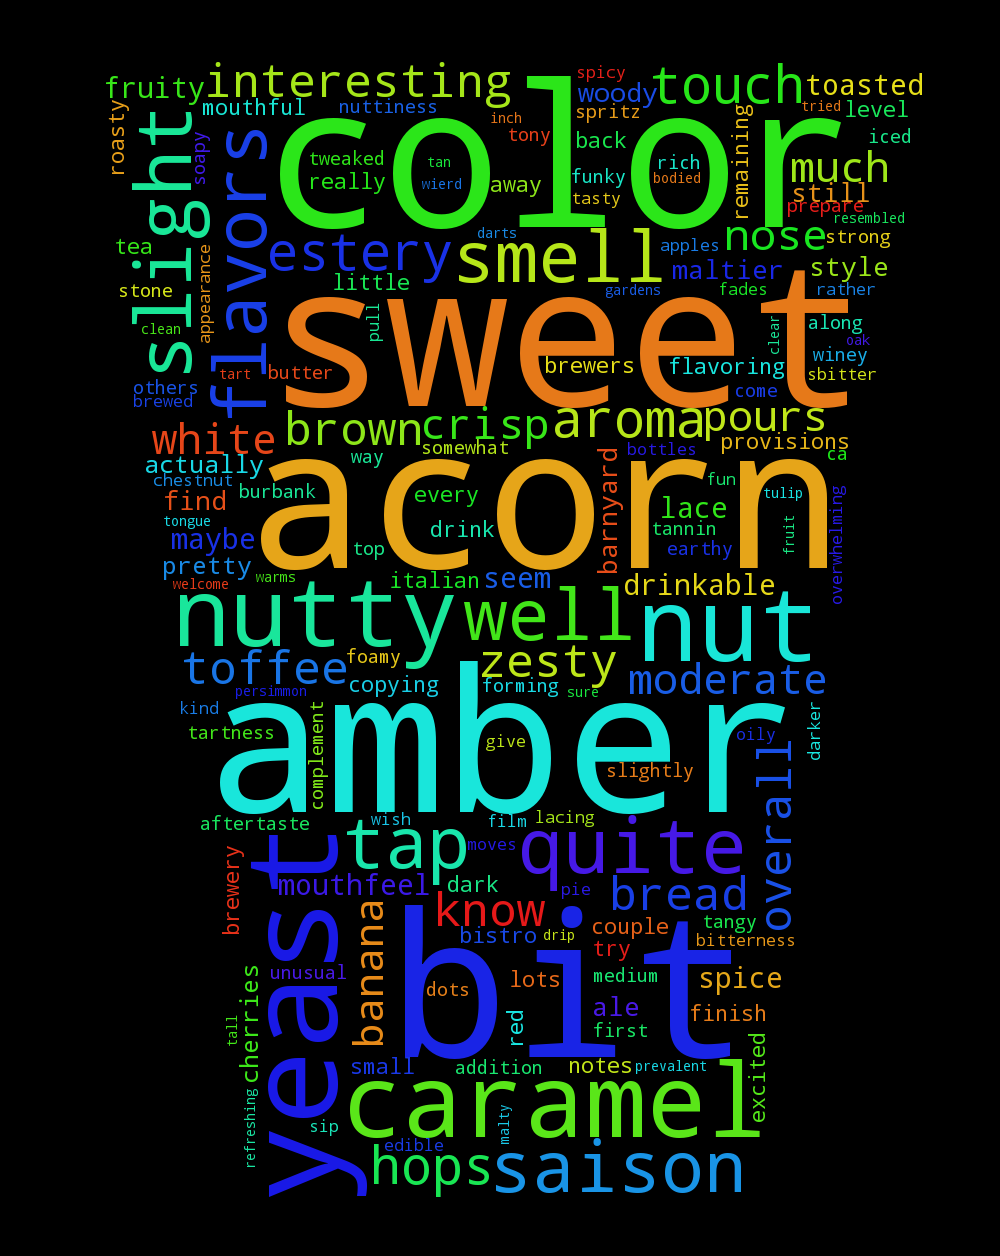 fruity
interesting
spicy
woody
touch
toasted
roasty
mouthful
nuttiness
inch
spritz
tried
level
slight
soapy
flavors
color
tony
back
remaining
iced
tweaked
tan
rich
much
really
wierd
away
funky
bodied
still
tasty
prepare
resembled
tea
estery
smell
darts
apples
nose
strong
appearance
little
maltier
style
stone
gardens
fades
rather
clean
pull
sweet
clear
along
oak
brewers
flavoring
winey
others
tart
butter
sbitter
brewed
come
white
brown
crisp
aroma
pours
somewhat
bottles
provisions
ca
actually
way
acorn
barnyard
chestnut
burbank
every
fun
tulip
overwhelming
find
lace
tongue
drink
tannin
fruit
maybe
top
earthy
pretty
italian
seem
drinkable
welcome
warms
nutty
well
nut
toffee
foamy
zesty
persimmon
copying
forming
sure
moderate
kind
amber
darker
tartness
complement
give
oily
slightly
overall
aftertaste
wish
film
lacing
brewery
yeast
tap
moves
quite
mouthfeel
dark
pie
bread
banana
know
couple
tangy
bistro
drip
try
bitterness
unusual
bit
cherries
dots
lots
medium
spice
tall
red
ale
finish
first
small
addition
notes
prevalent
excited
refreshing
caramel
sip
malty
edible
hops
saison